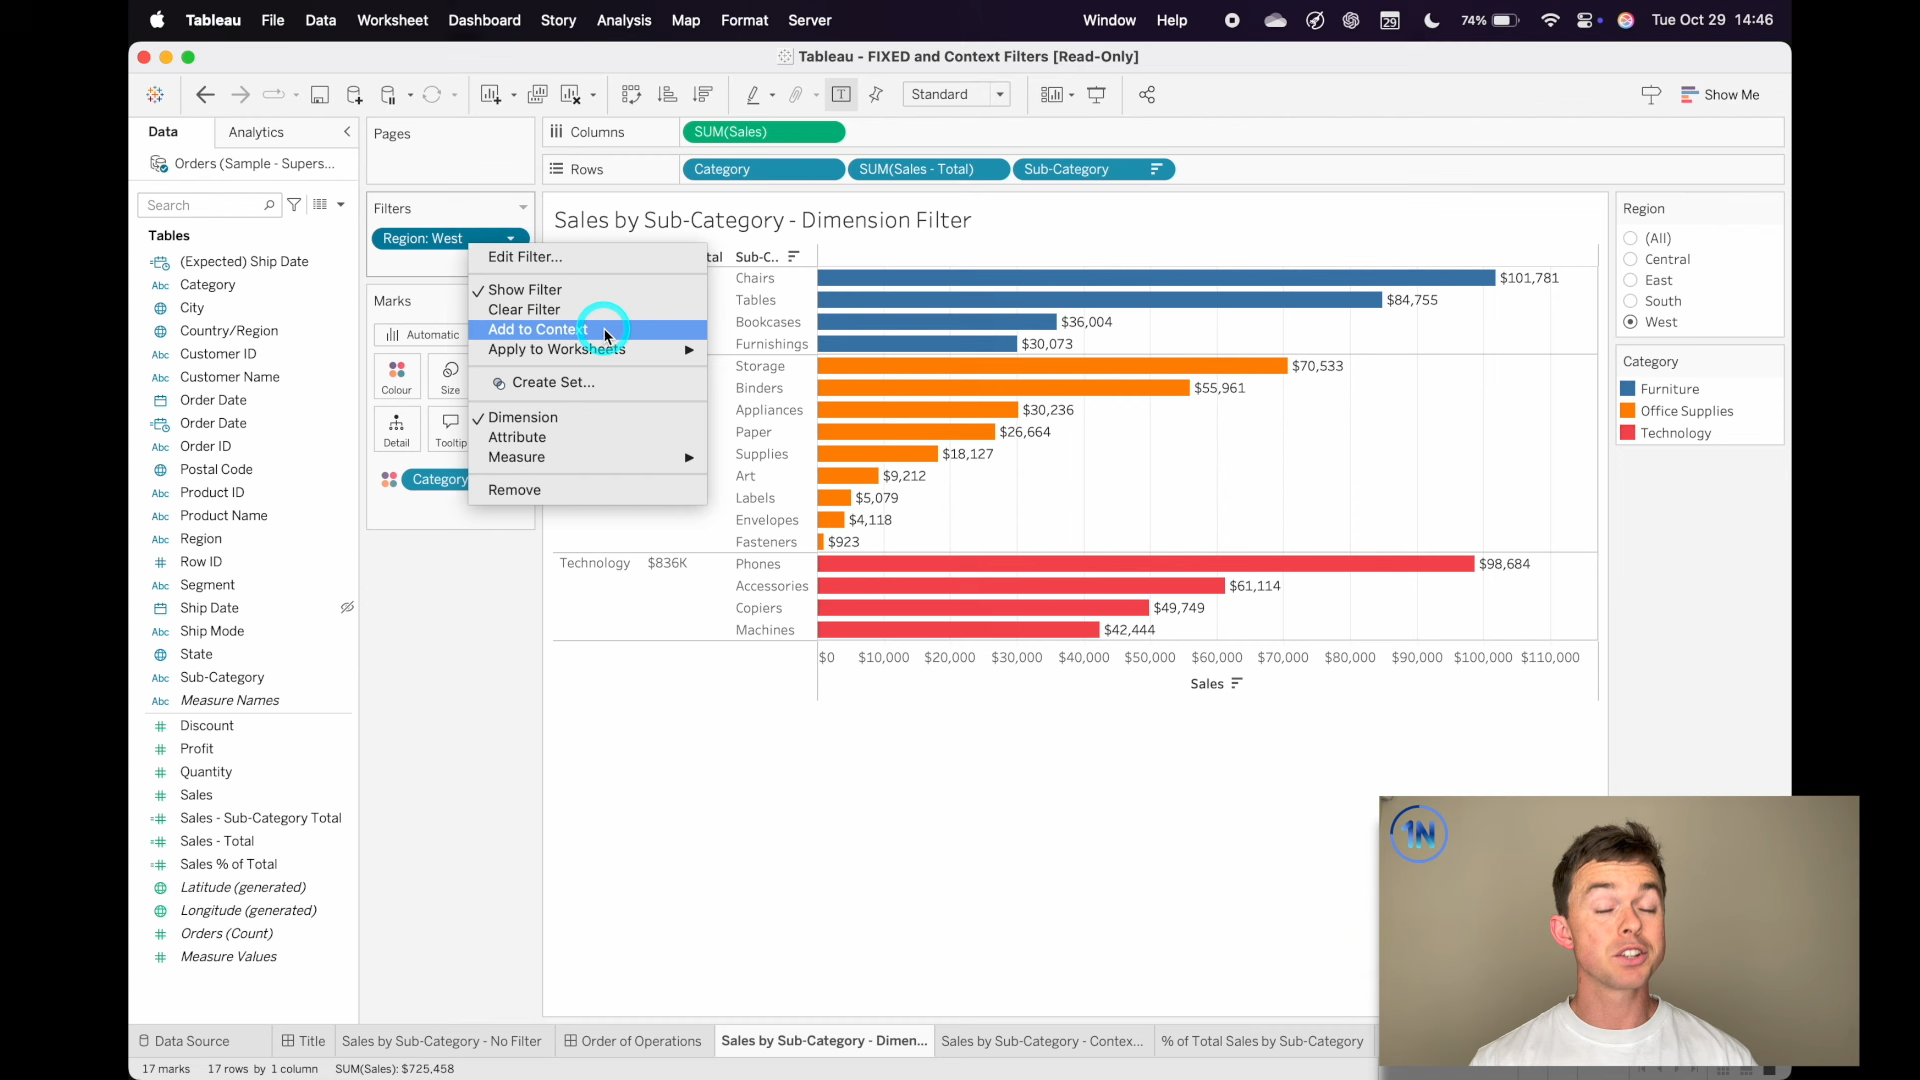 Tableau File Data Worksheet Dashboard Story Analysis Map Format Server Window Help 29 74% Tue Oct 29 14:46
Tableau - FIXED and Context Filters [Read-Only]
Standard Show Me
Data Analytics
Orders (Sample - Supers...
Search
Tables
(Expected) Ship Date
Abc Category
City
Country/Region
Abc Customer ID
Abc Customer Name
Order Date
Order Date
Abc Order ID
Postal Code
Abc Product ID
Abc Product Name
Abc Region
Row ID
Abc Segment
Ship Date
Abc Ship Mode
State
Abc Sub-Category
Abc Measure Names
Discount
Profit
Quantity
Sales
Sales - Sub-Category Total
Sales - Total
Sales % of Total
Latitude (generated)
Longitude (generated)
Orders (Count)
Measure Values
Pages
Filters
Region: West
Marks
Automatic
Colour Size
Detail Tooltip
Category
Columns SUM(Sales)
Rows Category SUM(Sales - Total) Sub-Category
Sales by Sub-Category - Dimension Filter
tal Sub-C..
Edit Filter...
Show Filter
Clear Filter
Add to Context
Apply to Worksheets
Create Set...
Dimension
Attribute
Measure
Remove
Chairs $101,781
Tables $84,755
Bookcases $36,004
Furnishings $30,073
Storage $70,533
Binders $55,961
Appliances $30,236
Paper $26,664
Supplies $18,127
Art $9,212
Labels $5,079
Envelopes $4,118
Fasteners $923
Technology $836K Phones $98,684
Accessories $61,114
Copiers $49,749
Machines $42,444
$0 $10,000 $20,000 $30,000 $40,000 $50,000 $60,000 $70,000 $80,000 $90,000 $100,000 $110,000
Sales
Region
(All)
Central
East
South
West
Category
Furniture
Office Supplies
Technology
1N
Data Source Title Sales by Sub-Category - No Filter Order of Operations Sales by Sub-Category - Dimen... Sales by Sub-Category - Contex... % of Total Sales by Sub-Category
17 marks 17 rows by 1 column SUM(Sales): $725,458